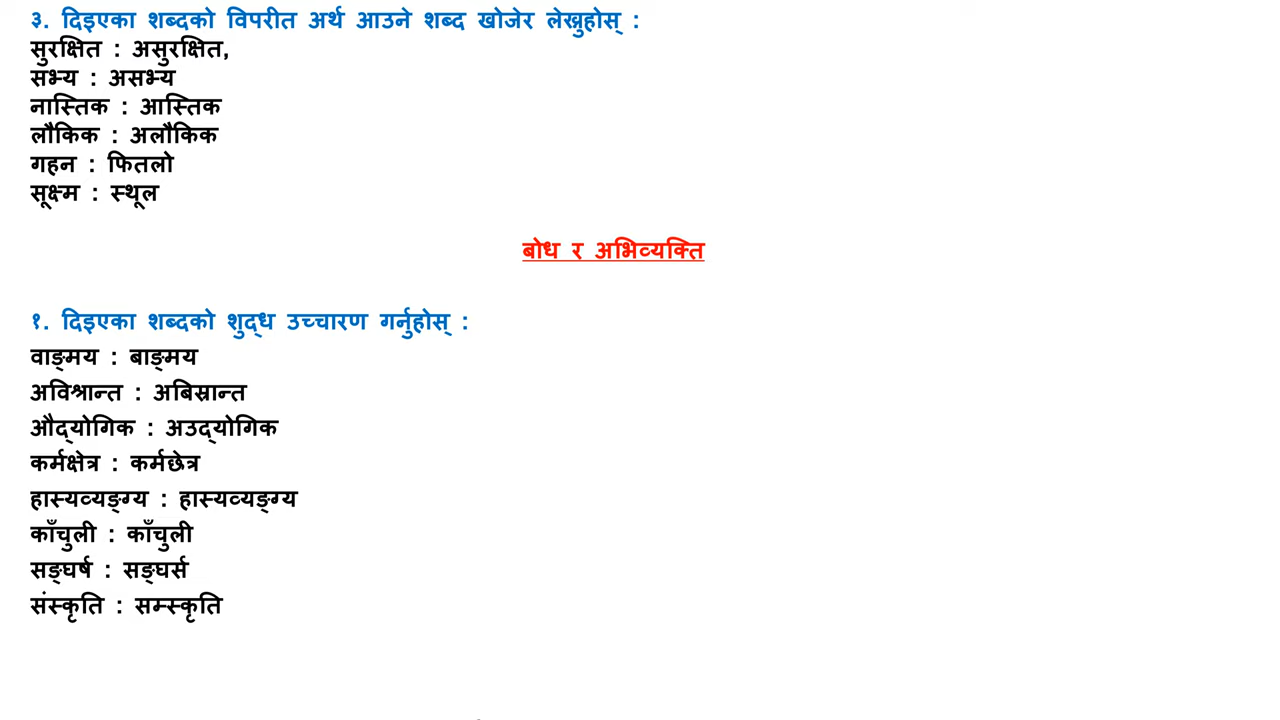 ३. दिइएका शब्दको विपरीत अर्थ आउने शब्द खोजेर लेख्नुहोस् :
सुरक्षित : असुरक्षित,
सभ्य : असभ्य
नास्तिक : आस्तिक
लौकिक : अलौकिक
गहन : फितलो
सूक्ष्म : स्थूल
बोध र अभिव्यक्ति
१. दिइएका शब्दको शुद्ध उच्चारण गर्नुहोस् :
वाङ्मय : बाङ्मय
अविश्रान्त : अबिस्रान्त
औद्योगिक : अउद्योगिक
कर्मक्षेत्र : कर्मछेत्र
हास्यव्यङ्ग्य : हास्यव्यङ्ग्य
काँचुली : काँचुली
सङ्घर्ष : सङ्घर्स
संस्कृति : सम्स्कृति